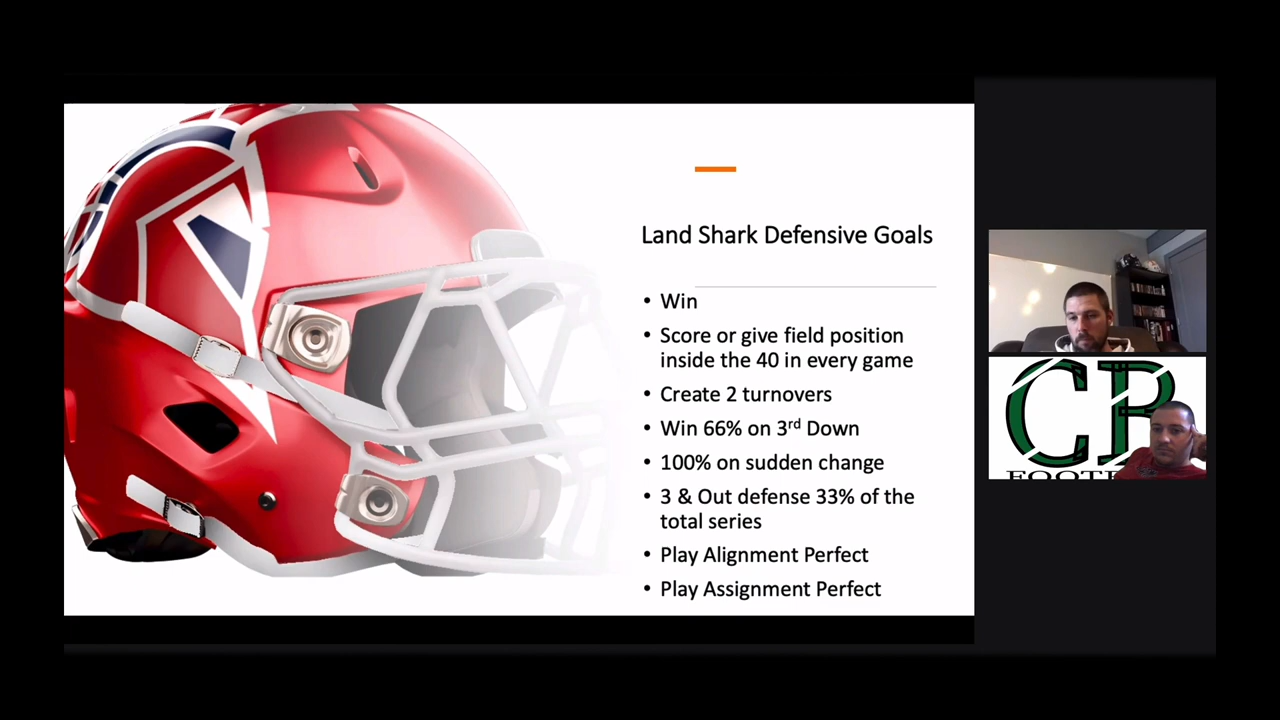 Land Shark Defensive Goals
• Win
• Score or give field position
inside the 40 in every game
• Create 2 turnovers
• Win 66% on 3rd Down
• 100% on sudden change
• 3 & Out defense 33% of the
total series
• Play Alignment Perfect
• Play Assignment Perfect
CP